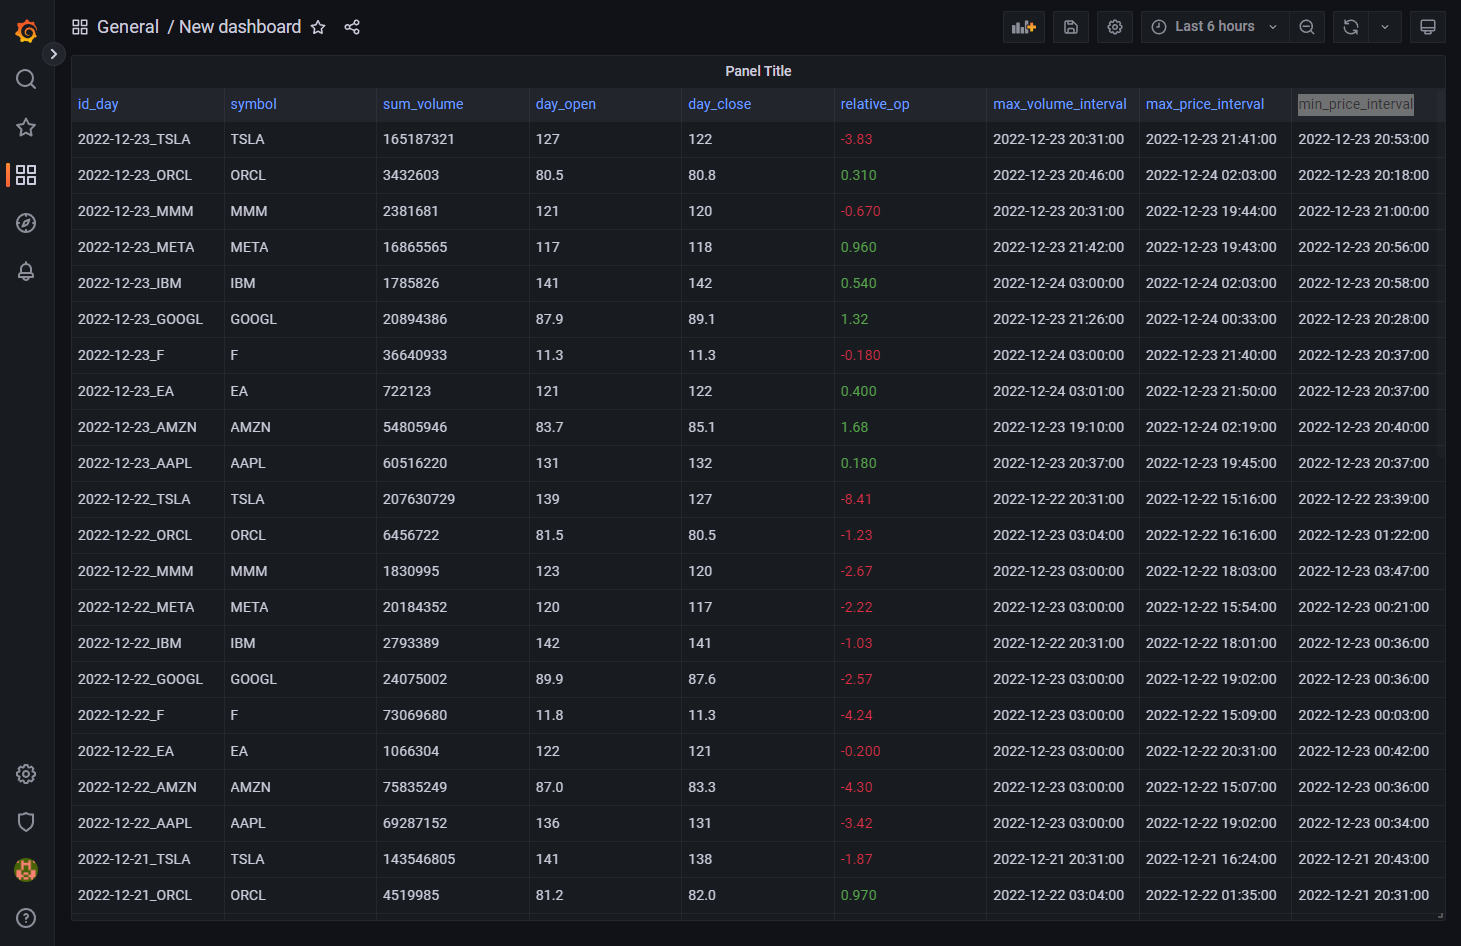 General / New dashboard Last 6 hours
Panel Title
id_day symbol sum_volume day_open day_close relative_op max_volume_interval max_price_interval min_price_interval
2022-12-23_TSLA TSLA 165187321 127 122 -3.83 2022-12-23 20:31:00 2022-12-23 21:41:00 2022-12-23 20:53:00
2022-12-23_ORCL ORCL 3432603 80.5 80.8 0.310 2022-12-23 20:46:00 2022-12-24 02:03:00 2022-12-23 20:18:00
2022-12-23_MMM MMM 2381681 121 120 -0.670 2022-12-23 20:31:00 2022-12-23 19:44:00 2022-12-23 21:00:00
2022-12-23_META META 16865565 117 118 0.960 2022-12-23 21:42:00 2022-12-23 19:43:00 2022-12-23 20:56:00
2022-12-23_IBM IBM 1785826 141 142 0.540 2022-12-24 03:00:00 2022-12-24 02:03:00 2022-12-23 20:58:00
2022-12-23_GOOGL GOOGL 20894386 87.9 89.1 1.32 2022-12-23 21:26:00 2022-12-24 00:33:00 2022-12-23 20:28:00
2022-12-23_F F 36640933 11.3 11.3 -0.180 2022-12-24 03:00:00 2022-12-23 21:40:00 2022-12-23 20:37:00
2022-12-23_EA EA 722123 121 122 0.400 2022-12-24 03:01:00 2022-12-23 21:50:00 2022-12-23 20:37:00
2022-12-23_AMZN AMZN 54805946 83.7 85.1 1.68 2022-12-23 19:10:00 2022-12-24 02:19:00 2022-12-23 20:40:00
2022-12-23_AAPL AAPL 60516220 131 132 0.180 2022-12-23 20:37:00 2022-12-23 19:45:00 2022-12-23 20:37:00
2022-12-22_TSLA TSLA 207630729 139 127 -8.41 2022-12-22 20:31:00 2022-12-22 15:16:00 2022-12-22 23:39:00
2022-12-22_ORCL ORCL 6456722 81.5 80.5 -1.23 2022-12-23 03:04:00 2022-12-22 16:16:00 2022-12-23 01:22:00
2022-12-22_MMM MMM 1830995 123 120 -2.67 2022-12-23 03:00:00 2022-12-22 18:03:00 2022-12-23 03:47:00
2022-12-22_META META 20184352 120 117 -2.22 2022-12-23 03:00:00 2022-12-22 15:54:00 2022-12-23 00:21:00
2022-12-22_IBM IBM 2793389 142 141 -1.03 2022-12-22 20:31:00 2022-12-22 18:01:00 2022-12-23 00:36:00
2022-12-22_GOOGL GOOGL 24075002 89.9 87.6 -2.57 2022-12-23 03:00:00 2022-12-22 19:02:00 2022-12-23 00:36:00
2022-12-22_F F 73069680 11.8 11.3 -4.24 2022-12-23 03:00:00 2022-12-22 15:09:00 2022-12-23 00:03:00
2022-12-22_EA EA 1066304 122 121 -0.200 2022-12-23 03:00:00 2022-12-22 20:31:00 2022-12-23 00:42:00
2022-12-22_AMZN AMZN 75835249 87.0 83.3 -4.30 2022-12-23 03:00:00 2022-12-22 15:07:00 2022-12-23 00:36:00
2022-12-22_AAPL AAPL 69287152 136 131 -3.42 2022-12-23 03:00:00 2022-12-22 19:02:00 2022-12-23 00:34:00
2022-12-21_TSLA TSLA 143546805 141 138 -1.87 2022-12-21 20:31:00 2022-12-21 16:24:00 2022-12-21 20:43:00
2022-12-21_ORCL ORCL 4519985 81.2 82.0 0.970 2022-12-22 03:04:00 2022-12-22 01:35:00 2022-12-21 20:31:00